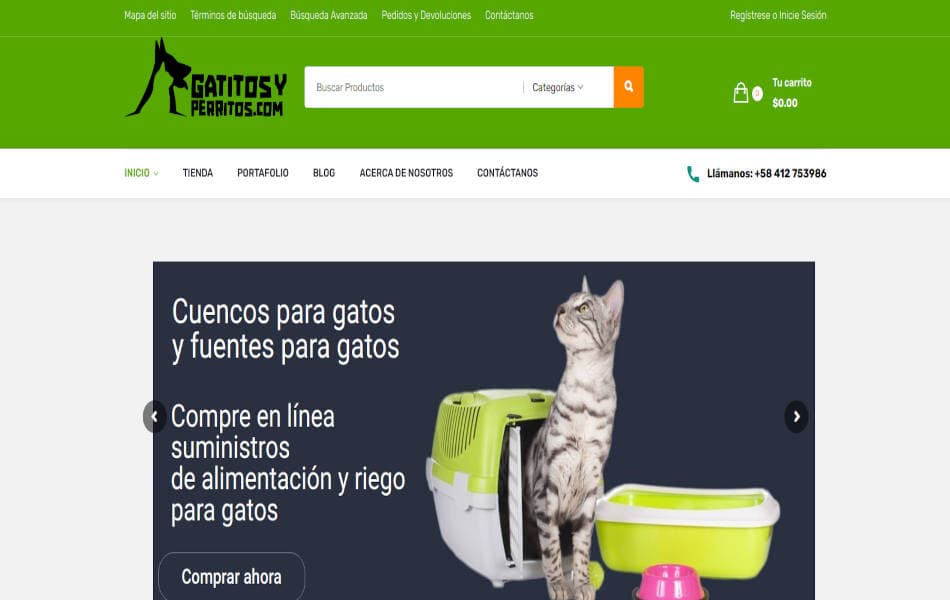 Mapa del sitio Términos de búsqueda Búsqueda Avanzada Pedidos y Devoluciones Contáctanos Regístrese o Inicie Sesión
GATITOS Y
PERRITOS.COM
Buscar Productos Categorías
Tu carrito
$0.00
INICIO TIENDA PORTAFOLIO BLOG ACERCA DE NOSOTROS CONTÁCTANOS Llámanos: +58 412 753986
Cuencos para gatos
y fuentes para gatos
Compre en línea
suministros
de alimentación y riego
para gatos
Comprar ahora